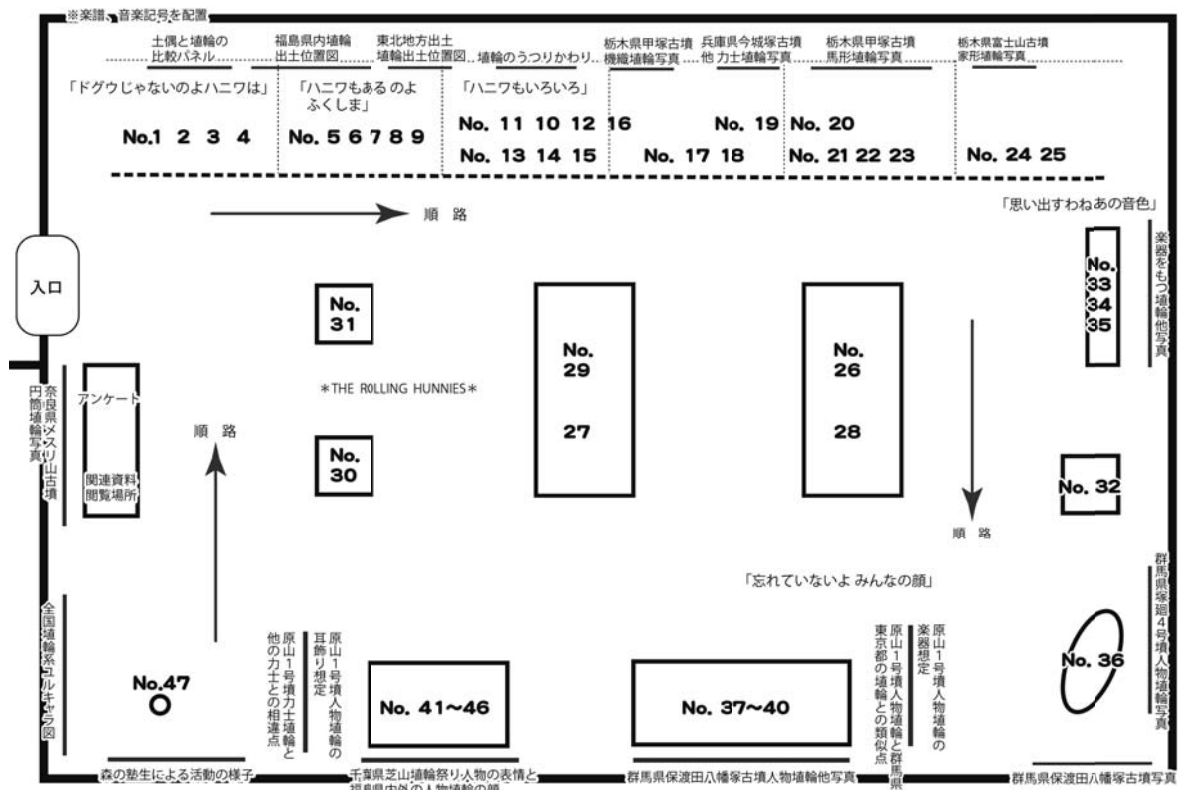 ※楽譜、音楽記号を配置
土偶と埴輪の
比較パネル
福島県内埴輪
出土位置図
東北地方出土
埴輪出土位置図
埴輪のうつりかわり
栃木県甲塚古墳
機織埴輪写真
兵庫県今城塚古墳
他 力士埴輪写真
栃木県甲塚古墳
馬形埴輪写真
栃木県富士山古墳
家形埴輪写真
「ドグウじゃないのよハニワは」
「ハニワもある のよ
ふくしま」
「ハニワもいろいろ」
No.1 2 3 4
No. 5 6 7 8 9
No. 11 10 12 16
No. 13 14 15
No. 17 18
No. 19
No. 20
No. 21 22 23
No. 24 25
順 路
「思い出すわねあの音色」
入口
No.
31
No.
29
27
No.
26
28
No.
33
34
35
楽器をもつ埴輪他写真
＊THE ROLLING HUNNIES＊
アンケート
関連資料
閲覧場所
奈良県メスリ山古墳
円筒埴輪写真
順 路
No.
30
No. 32
順 路
「忘れていないよ みんなの顔」
群馬県塚廻４号墳人物埴輪写真
全国埴輪系ユルキャラ図
No.47
原山１号墳人物埴輪の
耳飾り想定
原山１号墳力士埴輪と
他の力士との相違点
No. 41〜46
No. 37〜40
原山１号墳人物埴輪の
楽器想定
原山１号墳人物埴輪と群馬県
東京都の埴輪との類似点
No. 36
森の塾生による活動の様子
千葉県芝山埴輪祭り人物の表情と
福島県内外の人物埴輪の顔
群馬県保渡田八幡塚古墳人物埴輪他写真
群馬県保渡田八幡塚古墳写真